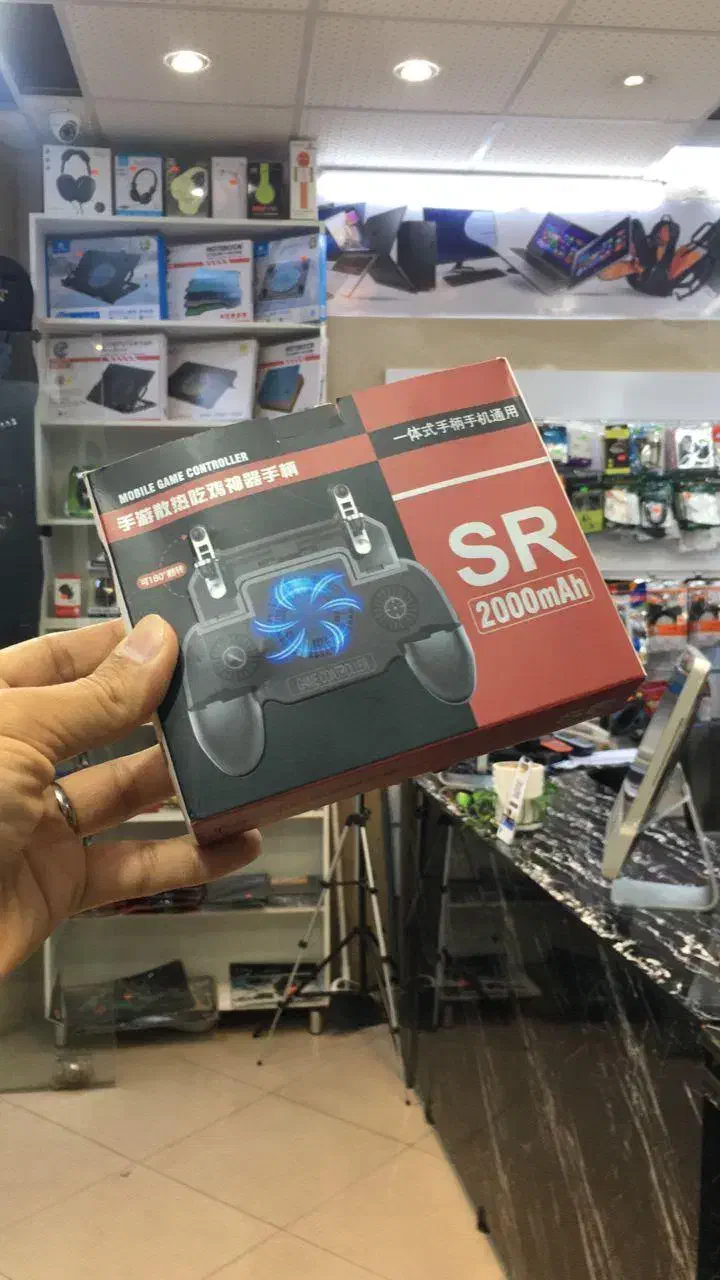 NOTEBOOK
MOBILE GAME CONTROLLER
手游散热吃鸡神器手柄
一体式手柄手机通用
可180°翻转
SR
2000mAh
GAME CONTROLLER